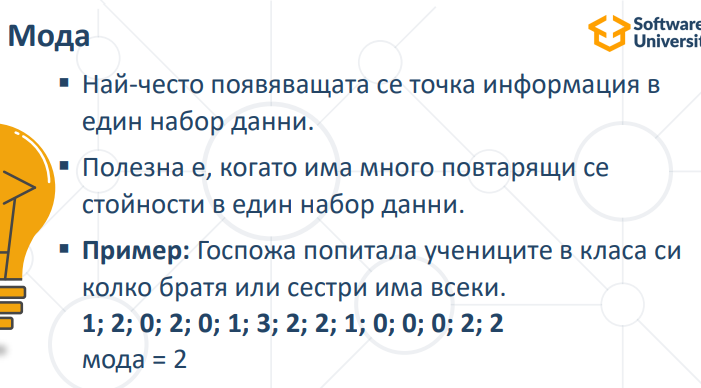 Мода
Software
Universit
Най-често появяващата се точка информация в
един набор данни.
Полезна е, когато има много повтарящи се
стойности в един набор данни.
Пример: Госпожа попитала учениците в класа си
колко братя или сестри има всеки.
1; 2; 0; 2; 0; 1; 3; 2; 2; 1; 0; 0; 0; 2; 2
мода = 2